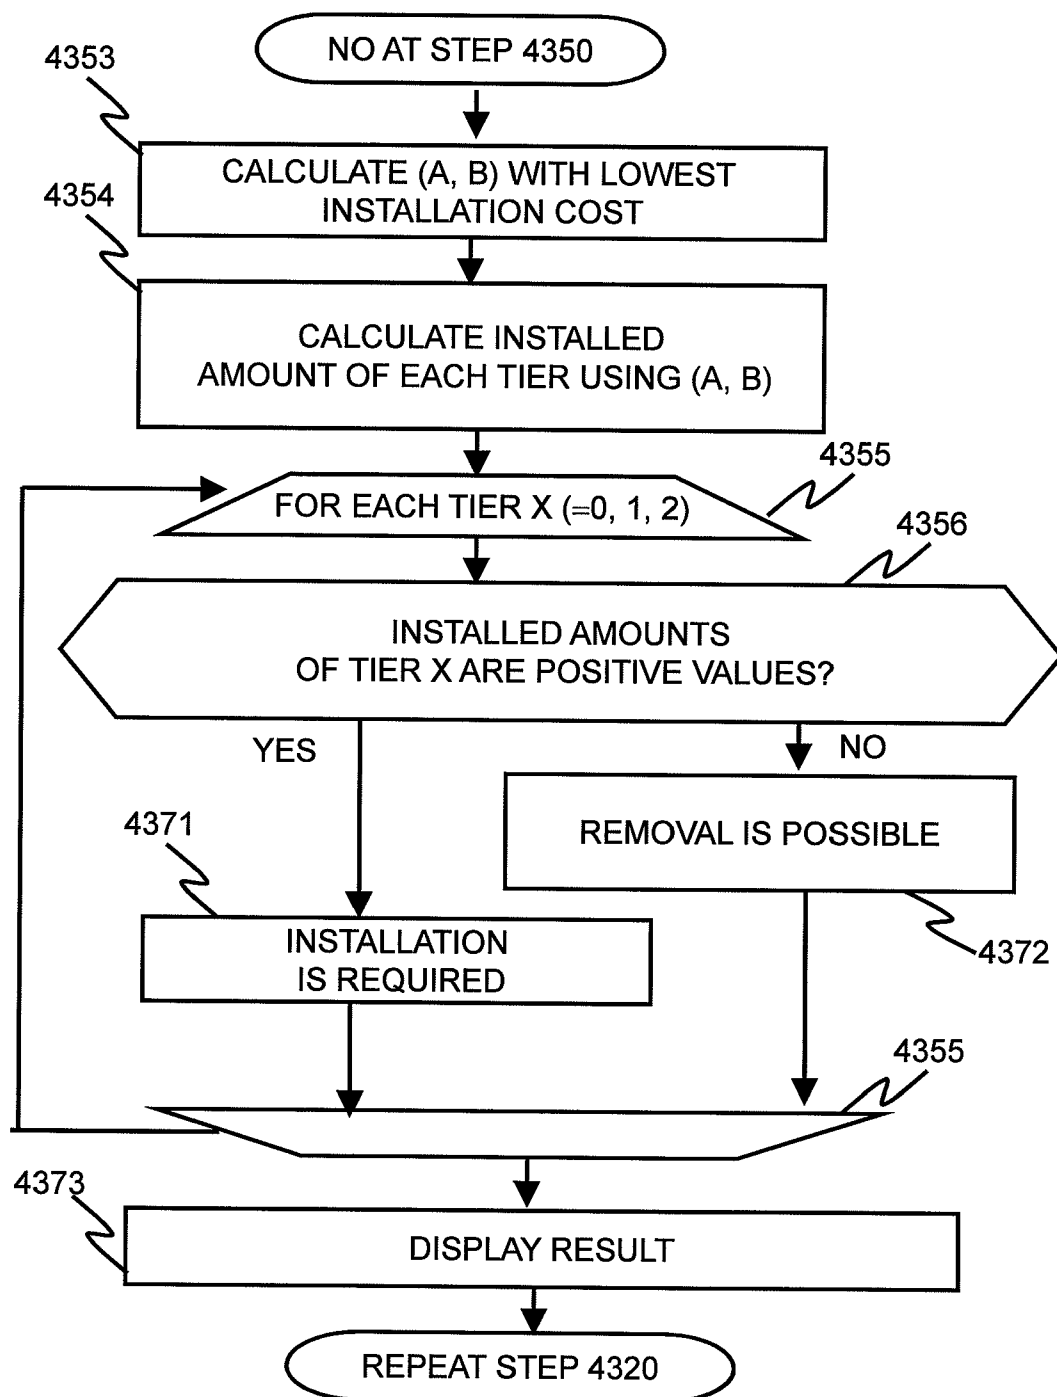 NO AT STEP 4350
4353
CALCULATE (A, B) WITH LOWEST
INSTALLATION COST
4354
CALCULATE INSTALLED
AMOUNT OF EACH TIER USING (A, B)
4355
FOR EACH TIER X (=0, 1, 2)
4356
INSTALLED AMOUNTS
OF TIER X ARE POSITIVE VALUES?
YES
NO
REMOVAL IS POSSIBLE
4371
4372
INSTALLATION
IS REQUIRED
4355
4373
DISPLAY RESULT
REPEAT STEP 4320